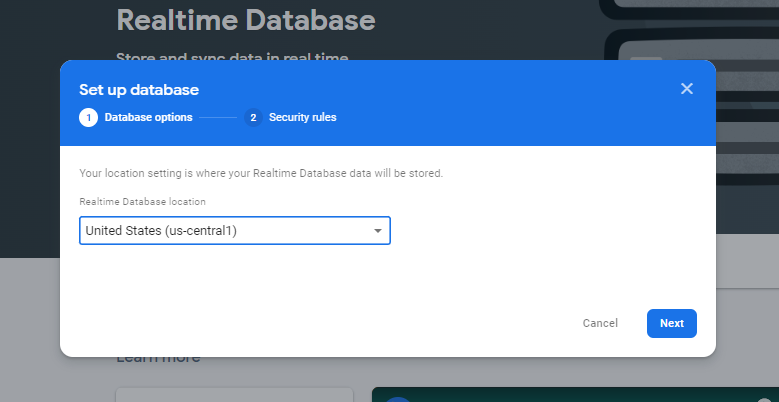 Realtime Database
Store and sync data in real time
Set up database
1 Database options 2 Security rules
Your location setting is where your Realtime Database data will be stored.
Realtime Database location
United States (us-central1)
Cancel Next
Learn more